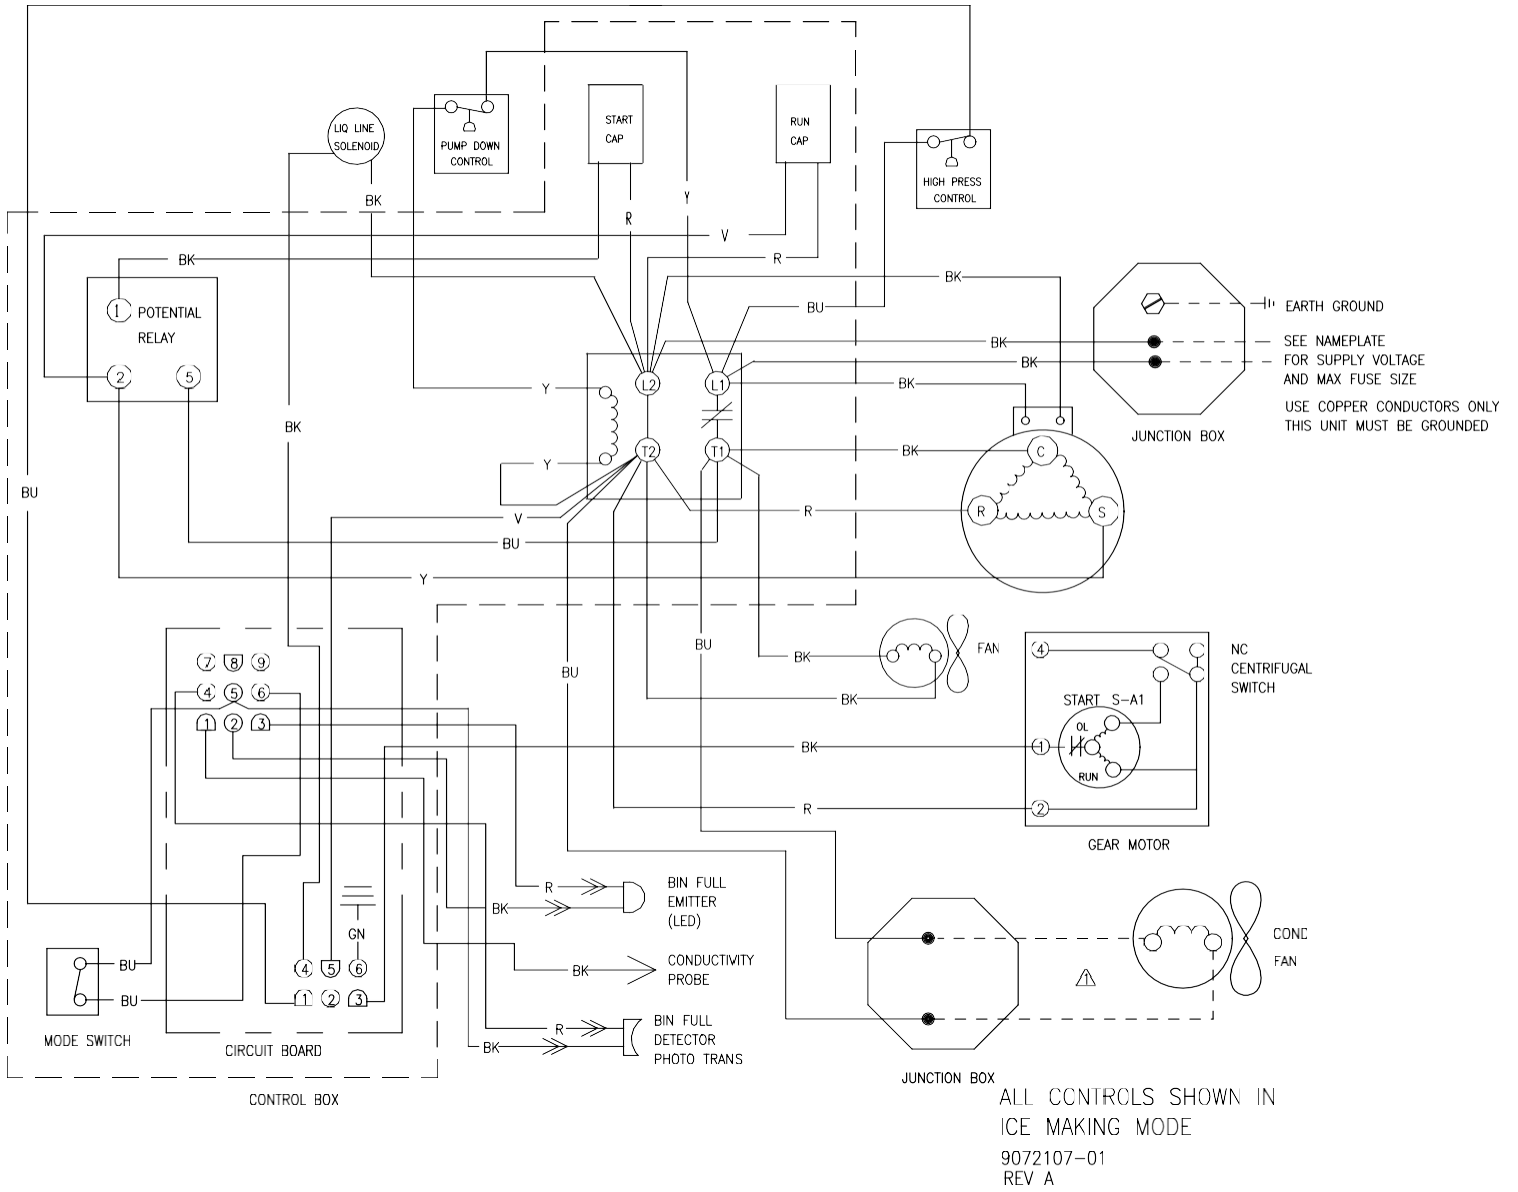 LIQ LINE
SOLENOID
PUMP DOWN
CONTROL
START
CAP
RUN
CAP
HIGH PRESS
CONTROL
BK
Y
R
V
R
BK
BK
BU
1
POTENTIAL
RELAY
2
5
EARTH GROUND
SEE NAMEPLATE
FOR SUPPLY VOLTAGE
AND MAX FUSE SIZE
USE COPPER CONDUCTORS ONLY
THIS UNIT MUST BE GROUNDED
JUNCTION BOX
BK
BK
BK
Y
L2
L1
BK
BU
Y
T2
T1
BK
C
R
S
R
V
BU
Y
BU
BU
BK
BK
FAN
4
NC
CENTRIFUGAL
SWITCH
START S-A1
OL
1
RUN
2
GEAR MOTOR
BK
R
7 8 9
4 5 6
1 2 3
R
BK
BIN FULL
EMITTER
(LED)
GN
BU
BU
MODE SWITCH
4 5 6
1 2 3
CIRCUIT BOARD
CONTROL BOX
BK
CONDUCTIVITY
PROBE
R
BK
BIN FULL
DETECTOR
PHOTO TRANS
COND
FAN
1
JUNCTION BOX
ALL CONTROLS SHOWN IN
ICE MAKING MODE
9072107-01
REV A